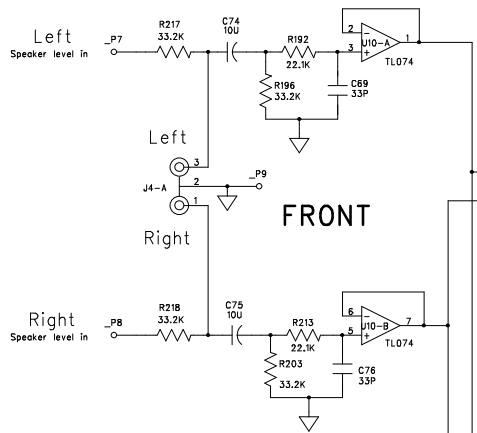 Left
Speaker level in
_P7
R217
33.2K
C74
10U
R192
22.1K
R196
33.2K
C69
33P
2
3
1
U10-A
TL074
Left
3
J4-A
2
1
_P9
FRONT
Right
Right
Speaker level in
_P8
R218
33.2K
C75
10U
R213
22.1K
R203
33.2K
C76
33P
6
5
7
U10-B
TL074